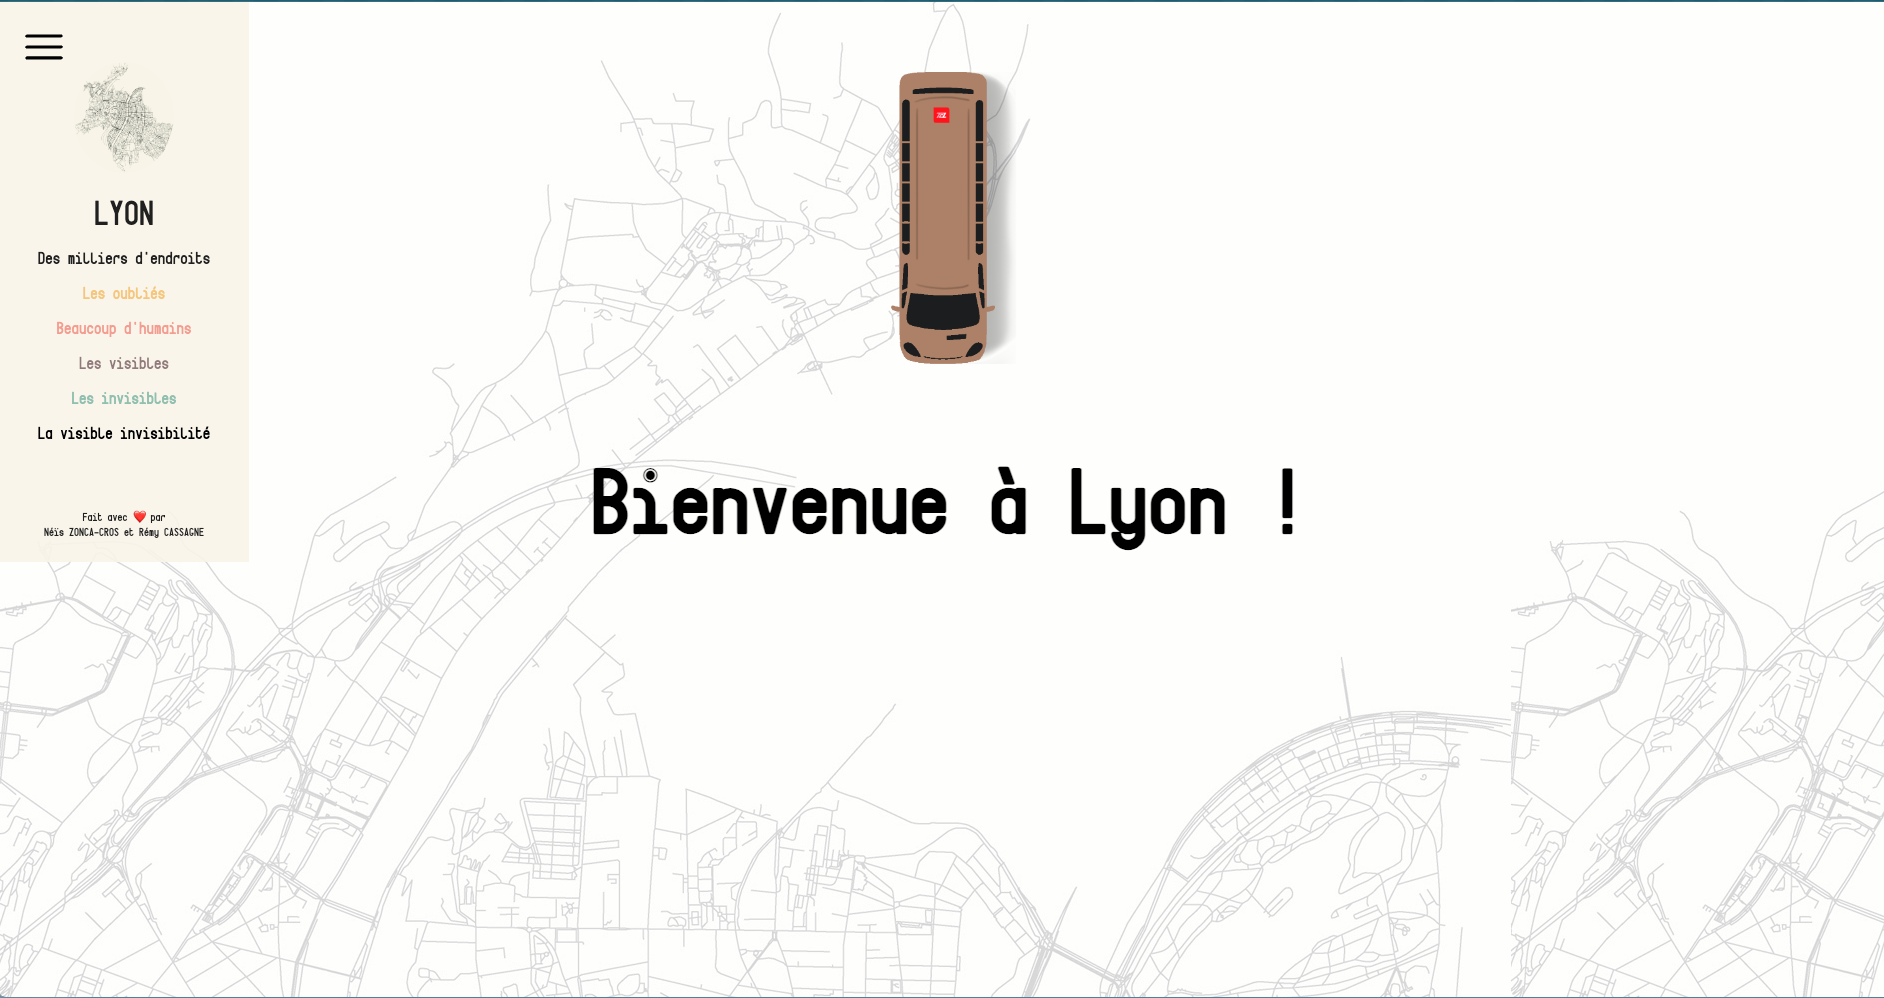 LYON
Des milliers d'endroits
Les oubliés
Beaucoup d'humains
Les visibles
Les invisibles
La visible invisibilité
Fait avec ❤️ par
Néïs ZONCA-CROS et Rémy CASSAGNE
Bienvenue à Lyon !